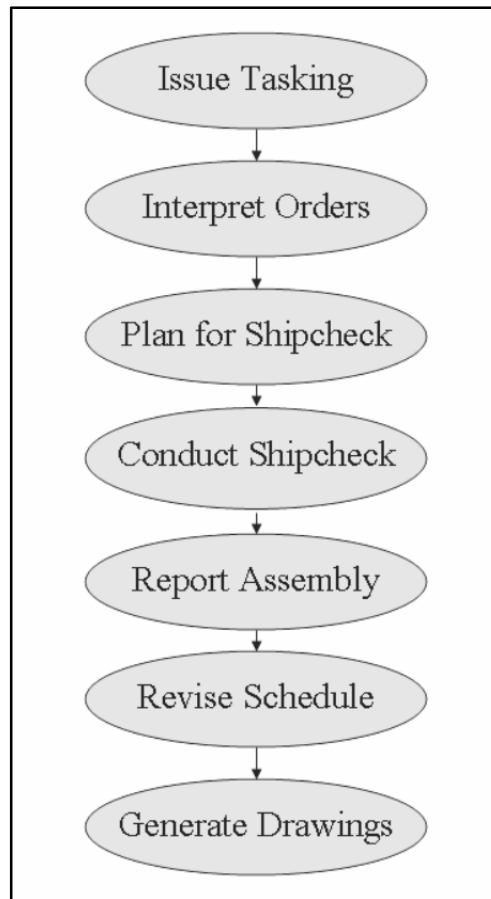 Issue Tasking
Interpret Orders
Plan for Shipcheck
Conduct Shipcheck
Report Assembly
Revise Schedule
Generate Drawings